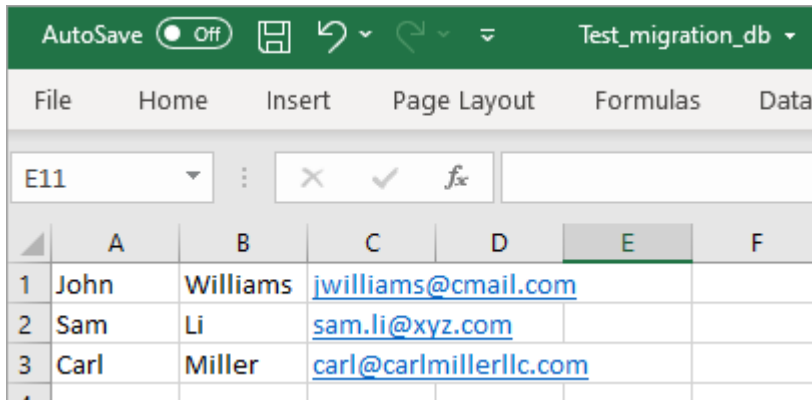 AutoSave Off Test_migration_db
File Home Insert Page Layout Formulas Data
E11 fx
A B C D E F
1 John Williams jwilliams@cmail.com
2 Sam Li sam.li@xyz.com
3 Carl Miller carl@carlmillerllc.com